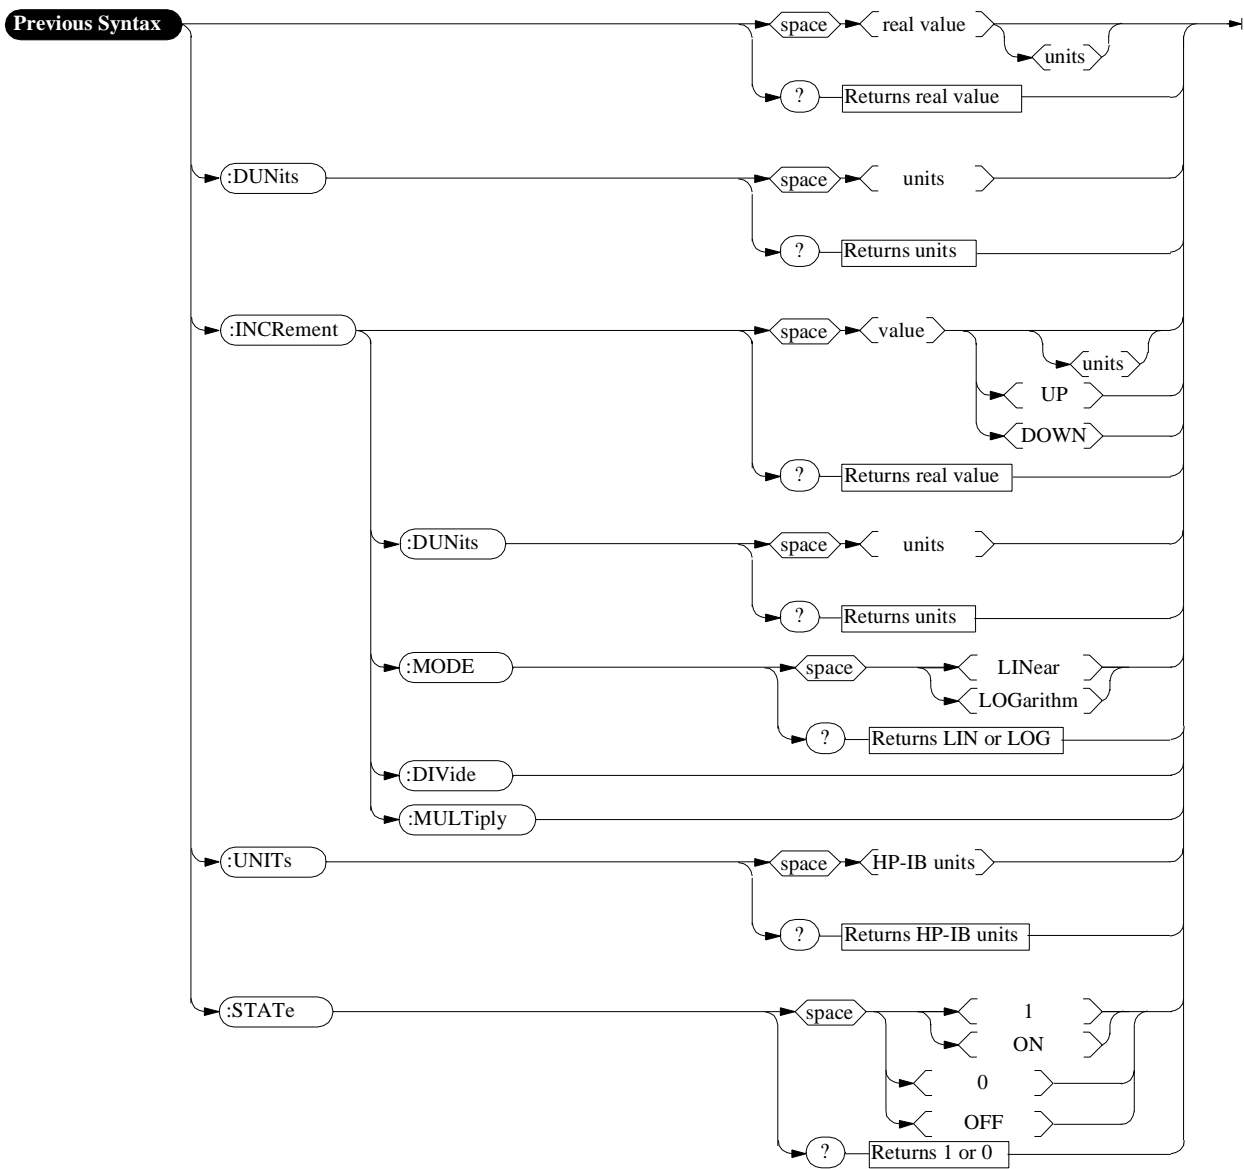 Previous Syntax space real value
units
? Returns real value
:DUNits space units
? Returns units
:INCRement space value
units
UP
DOWN
? Returns real value
:DUNits space units
? Returns units
:MODE space LINear
LOGarithm
? Returns LIN or LOG
:DIVide
:MULTiply
:UNITs space HP-IB units
? Returns HP-IB units
:STATe space 1
ON
0
OFF
? Returns 1 or 0